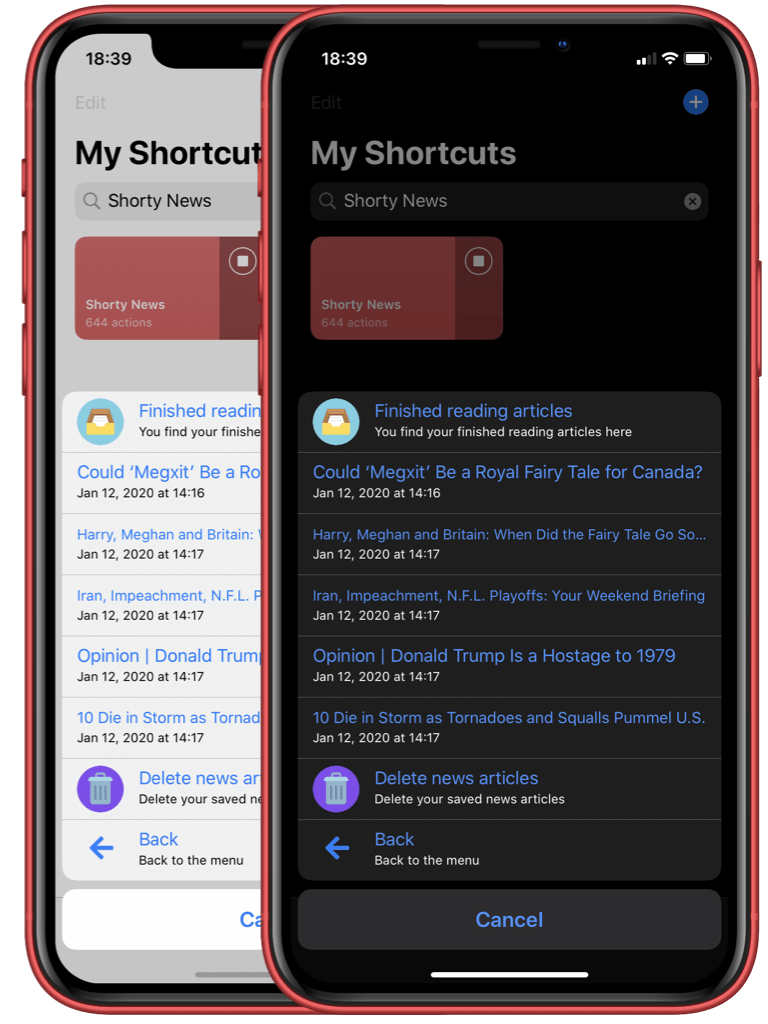 18:39
Edit
My Shortcut
Shorty News
Shorty News
644 actions
Finished readin
You find your finishe
Could ‘Megxit’ Be a Ro
Jan 12, 2020 at 14:16
Harry, Meghan and Britain:
Jan 12, 2020 at 14:17
Iran, Impeachment, N.F.L. P
Jan 12, 2020 at 14:17
Opinion | Donald Trum
Jan 12, 2020 at 14:17
10 Die in Storm as Tornad
Jan 12, 2020 at 14:17
Delete news ar
Delete your saved ne
Back
Back to the menu
Ca
18:39
Edit
My Shortcuts
Shorty News
Shorty News
644 actions
Finished reading articles
You find your finished reading articles here
Could ‘Megxit’ Be a Royal Fairy Tale for Canada?
Jan 12, 2020 at 14:16
Harry, Meghan and Britain: When Did the Fairy Tale Go So...
Jan 12, 2020 at 14:17
Iran, Impeachment, N.F.L. Playoffs: Your Weekend Briefing
Jan 12, 2020 at 14:17
Opinion | Donald Trump Is a Hostage to 1979
Jan 12, 2020 at 14:17
10 Die in Storm as Tornadoes and Squalls Pummel U.S.
Jan 12, 2020 at 14:17
Delete news articles
Delete your saved news articles
Back
Back to the menu
Cancel